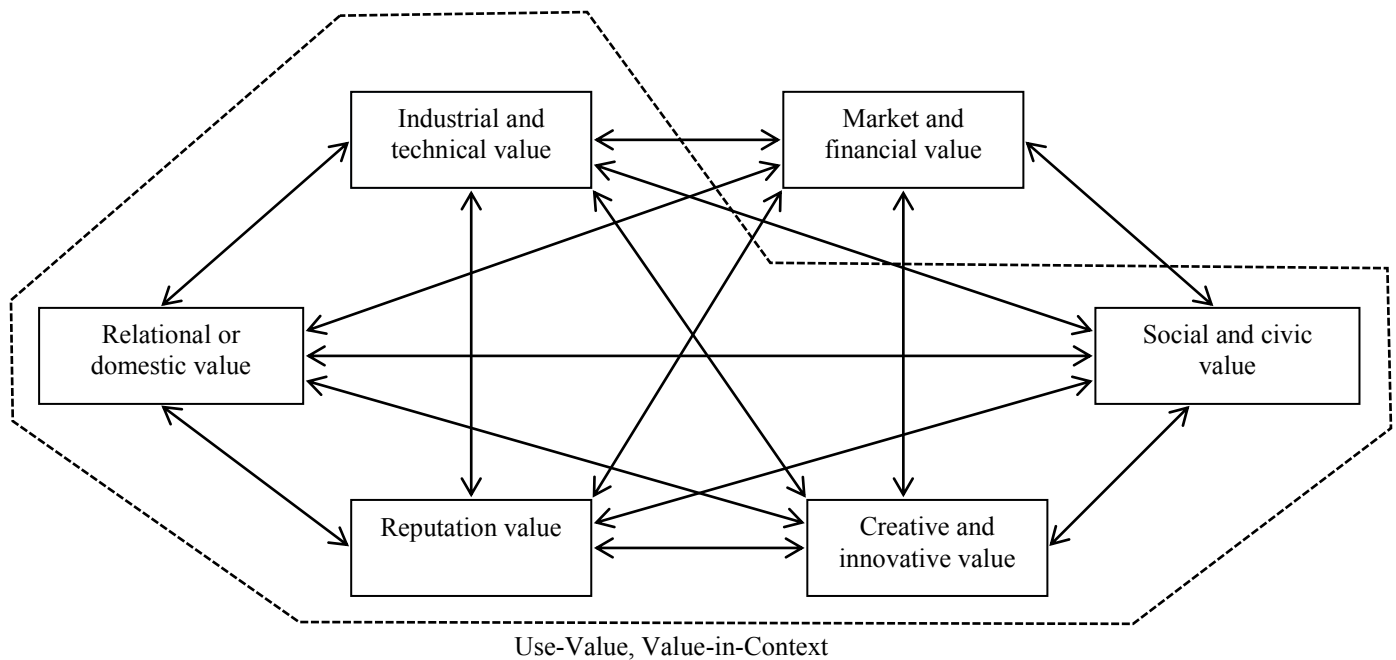 Industrial and
technical value
Market and
financial value
Relational or
domestic value
Social and civic
value
Reputation value
Creative and
innovative value
Use-Value, Value-in-Context